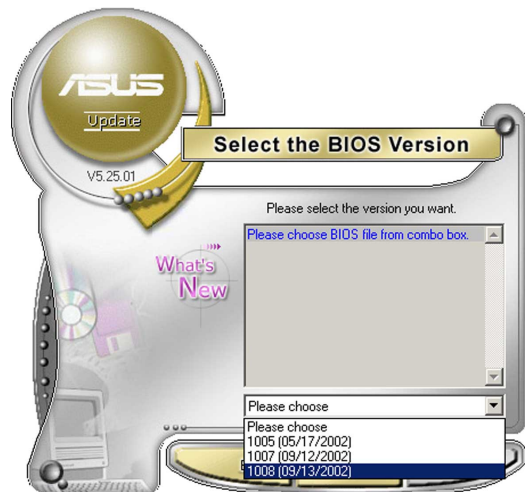 ASUS
Update
V5.25.01
Select the BIOS Version
Please select the version you want.
What's
New
Please choose BIOS file from combo box.
Please choose
Please choose
1005 (05/17/2002)
1007 (09/12/2002)
1008 (09/13/2002)